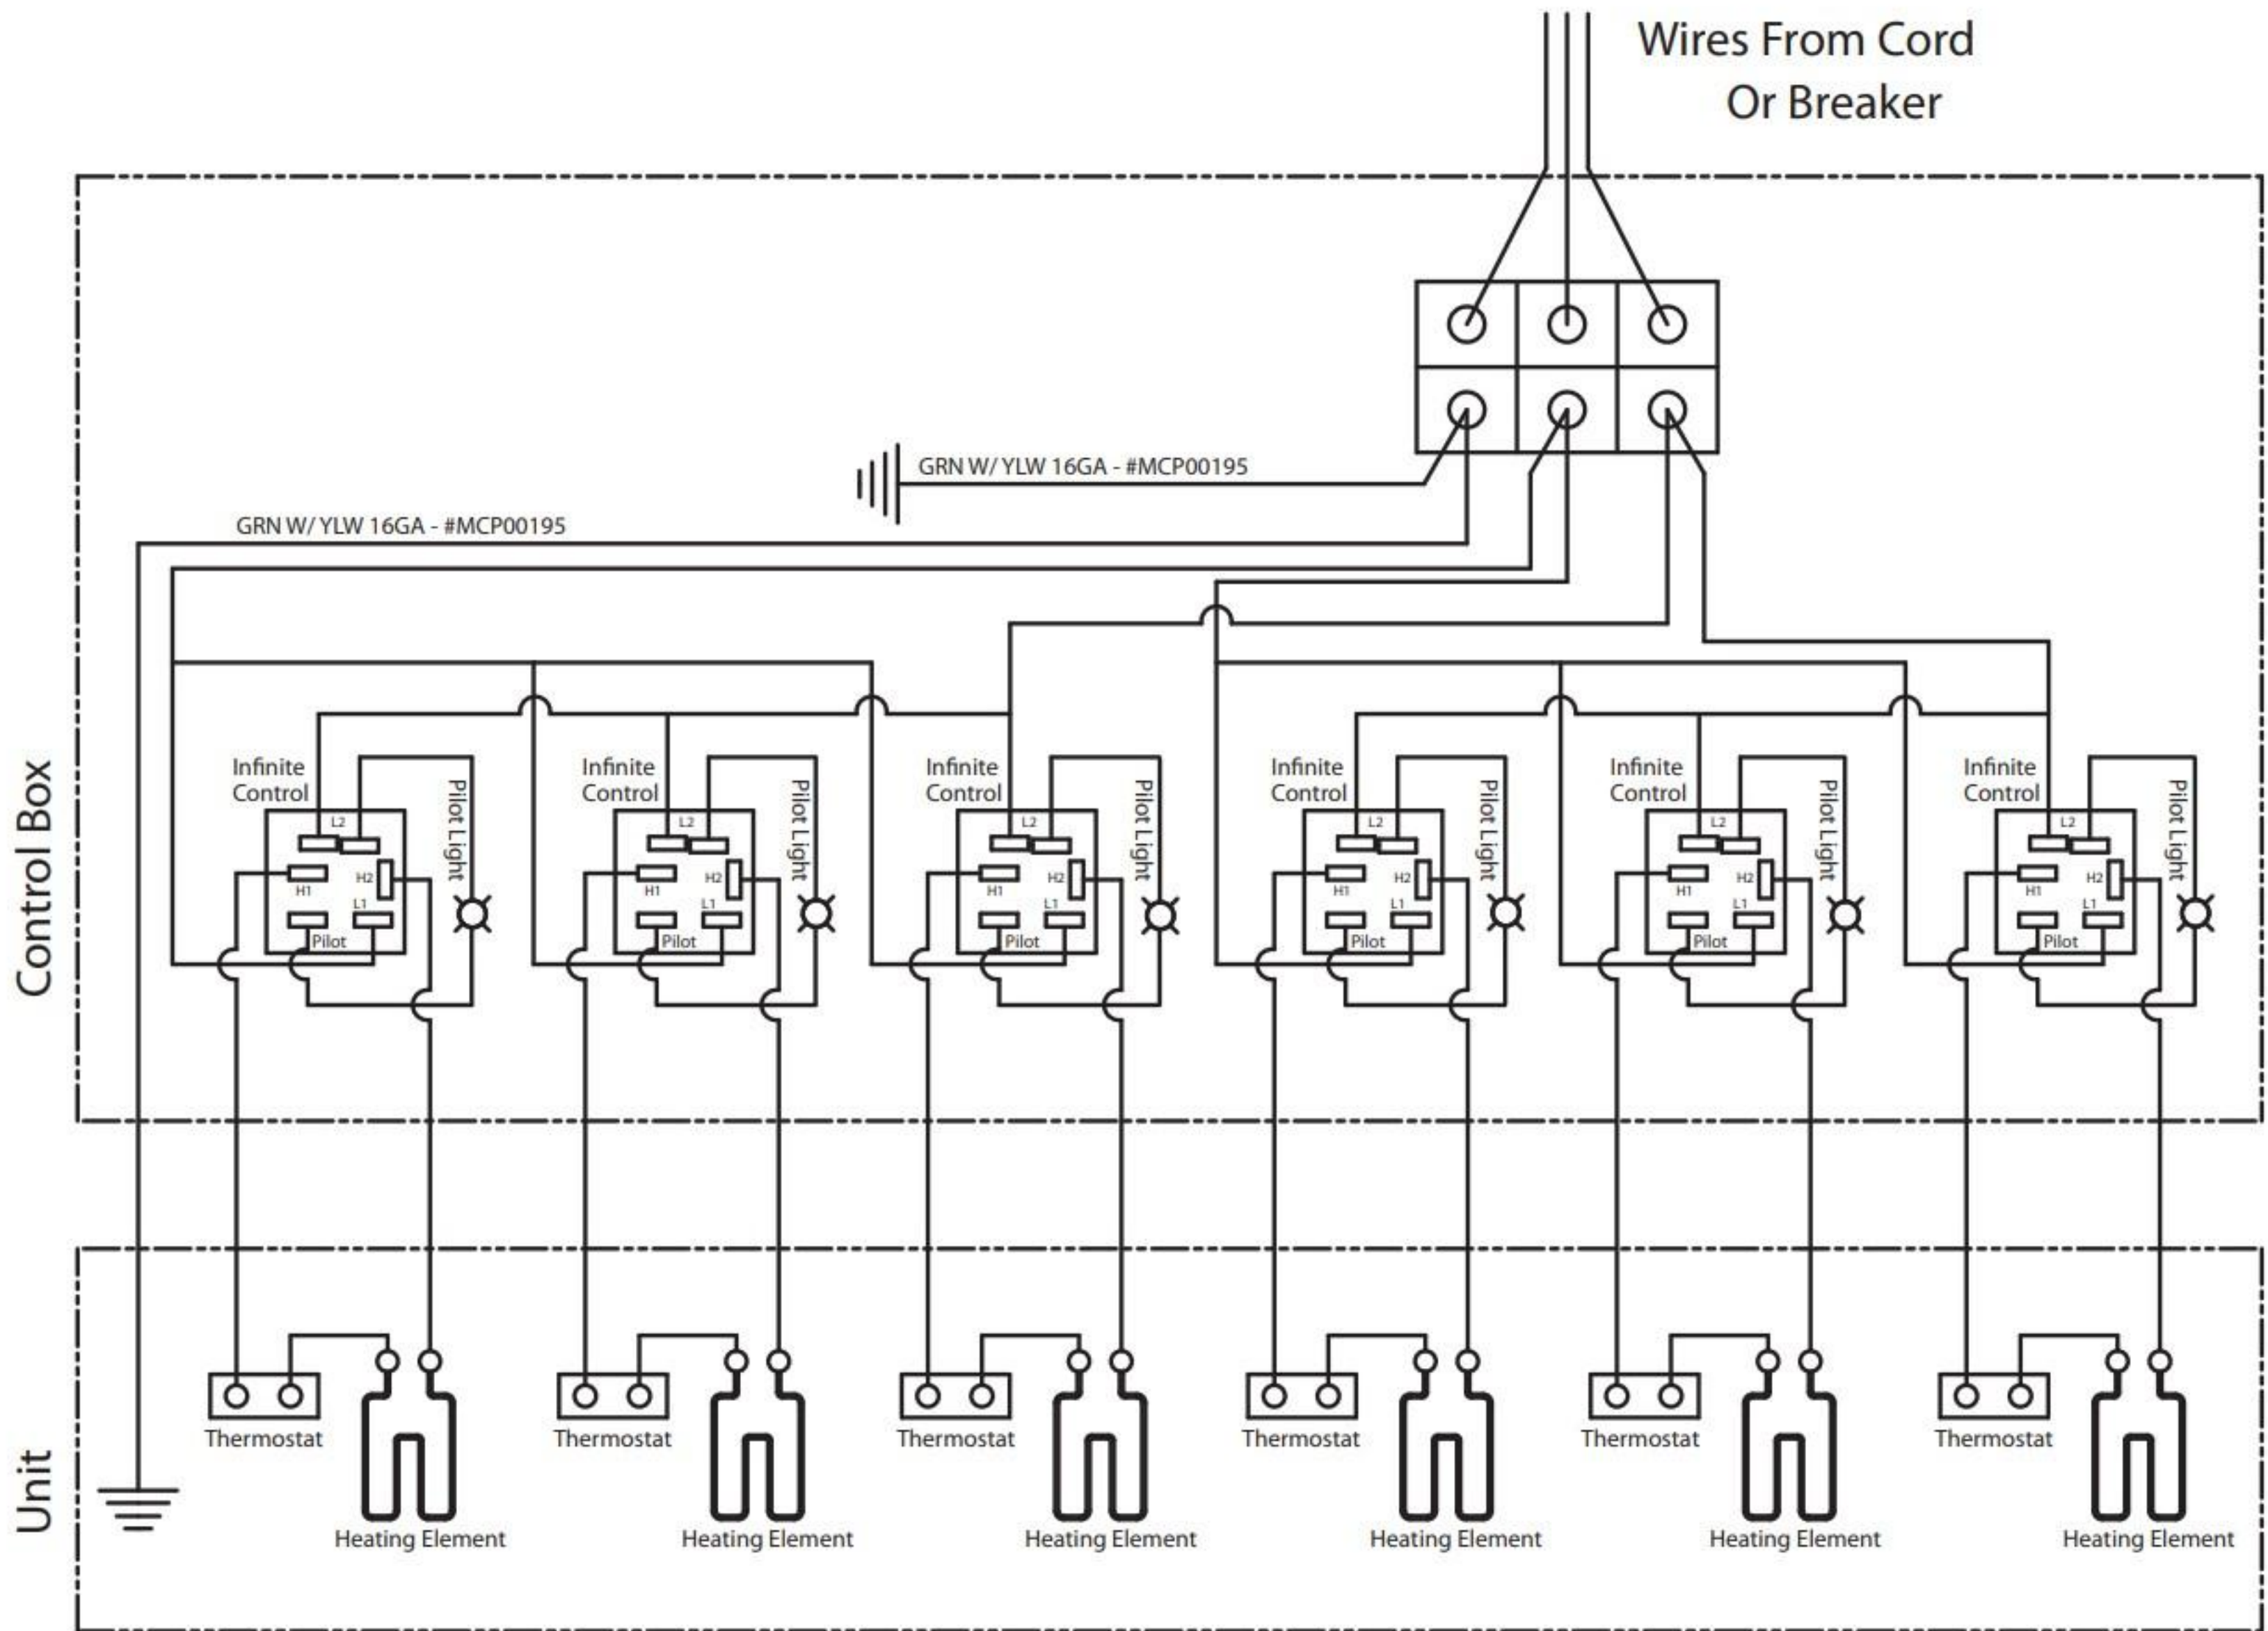 Wires From Cord
Or Breaker
GRN W/ YLW 16GA - #MCP00195
GRN W/ YLW 16GA - #MCP00195
Control Box
Infinite
Control
L2
H1
H2
L1
Pilot
Pilot Light
Infinite
Control
L2
H1
H2
L1
Pilot
Pilot Light
Infinite
Control
L2
H1
H2
L1
Pilot
Pilot Light
Infinite
Control
L2
H1
H2
L1
Pilot
Pilot Light
Infinite
Control
L2
H1
H2
L1
Pilot
Pilot Light
Infinite
Control
L2
H1
H2
L1
Pilot
Pilot Light
Unit
Thermostat
Heating Element
Thermostat
Heating Element
Thermostat
Heating Element
Thermostat
Heating Element
Thermostat
Heating Element
Thermostat
Heating Element